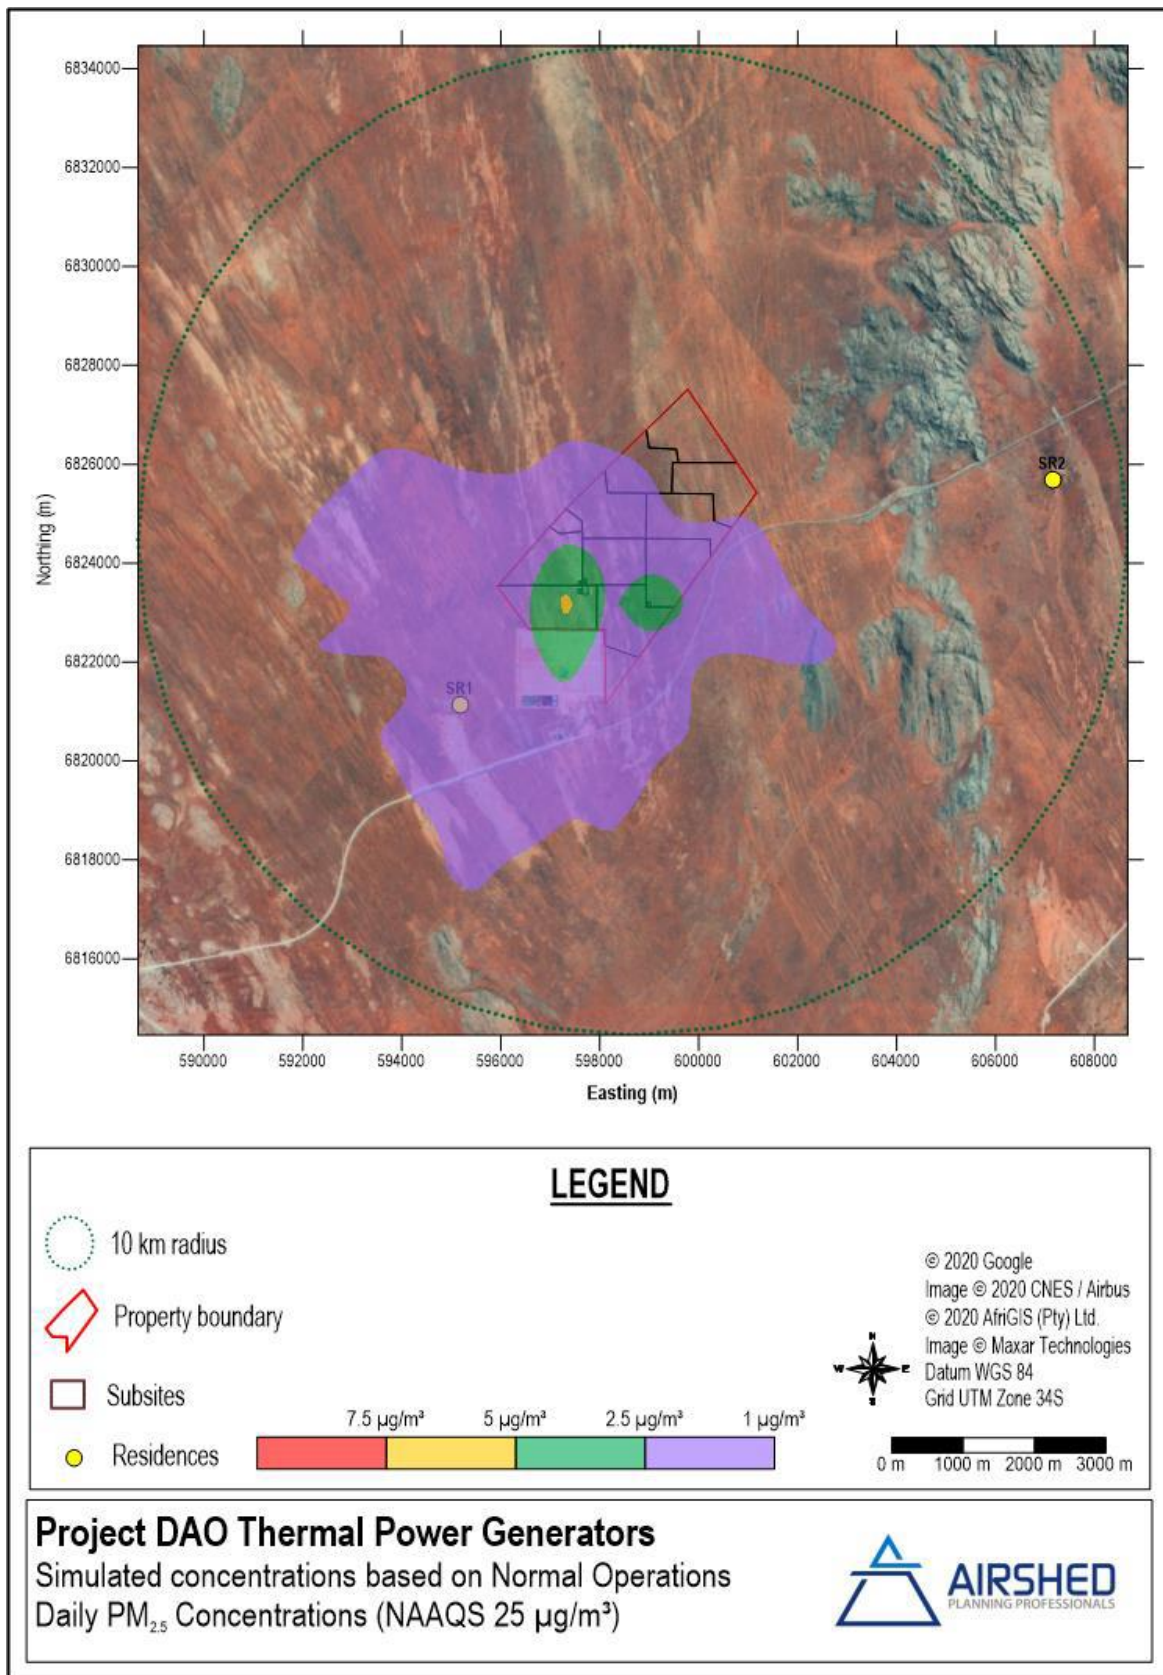 6834000
6832000
6830000
6828000
6826000
6824000
6822000
6820000
6818000
6816000
Northing (m)
SR2
SR1
590000 592000 594000 596000 598000 600000 602000 604000 606000 608000
Easting (m)
LEGEND
10 km radius
Property boundary
Subsites
Residences
7.5 µg/m³ 5 µg/m³ 2.5 µg/m³ 1 µg/m³
© 2020 Google
Image © 2020 CNES / Airbus
© 2020 AfriGIS (Pty) Ltd.
Image © Maxar Technologies
Datum WGS 84
Grid UTM Zone 34S
N
W E
S
0 m 1000 m 2000 m 3000 m
Project DAO Thermal Power Generators
Simulated concentrations based on Normal Operations
Daily PM₂.₅ Concentrations (NAAQS 25 µg/m³)
AIRSHED
PLANNING PROFESSIONALS